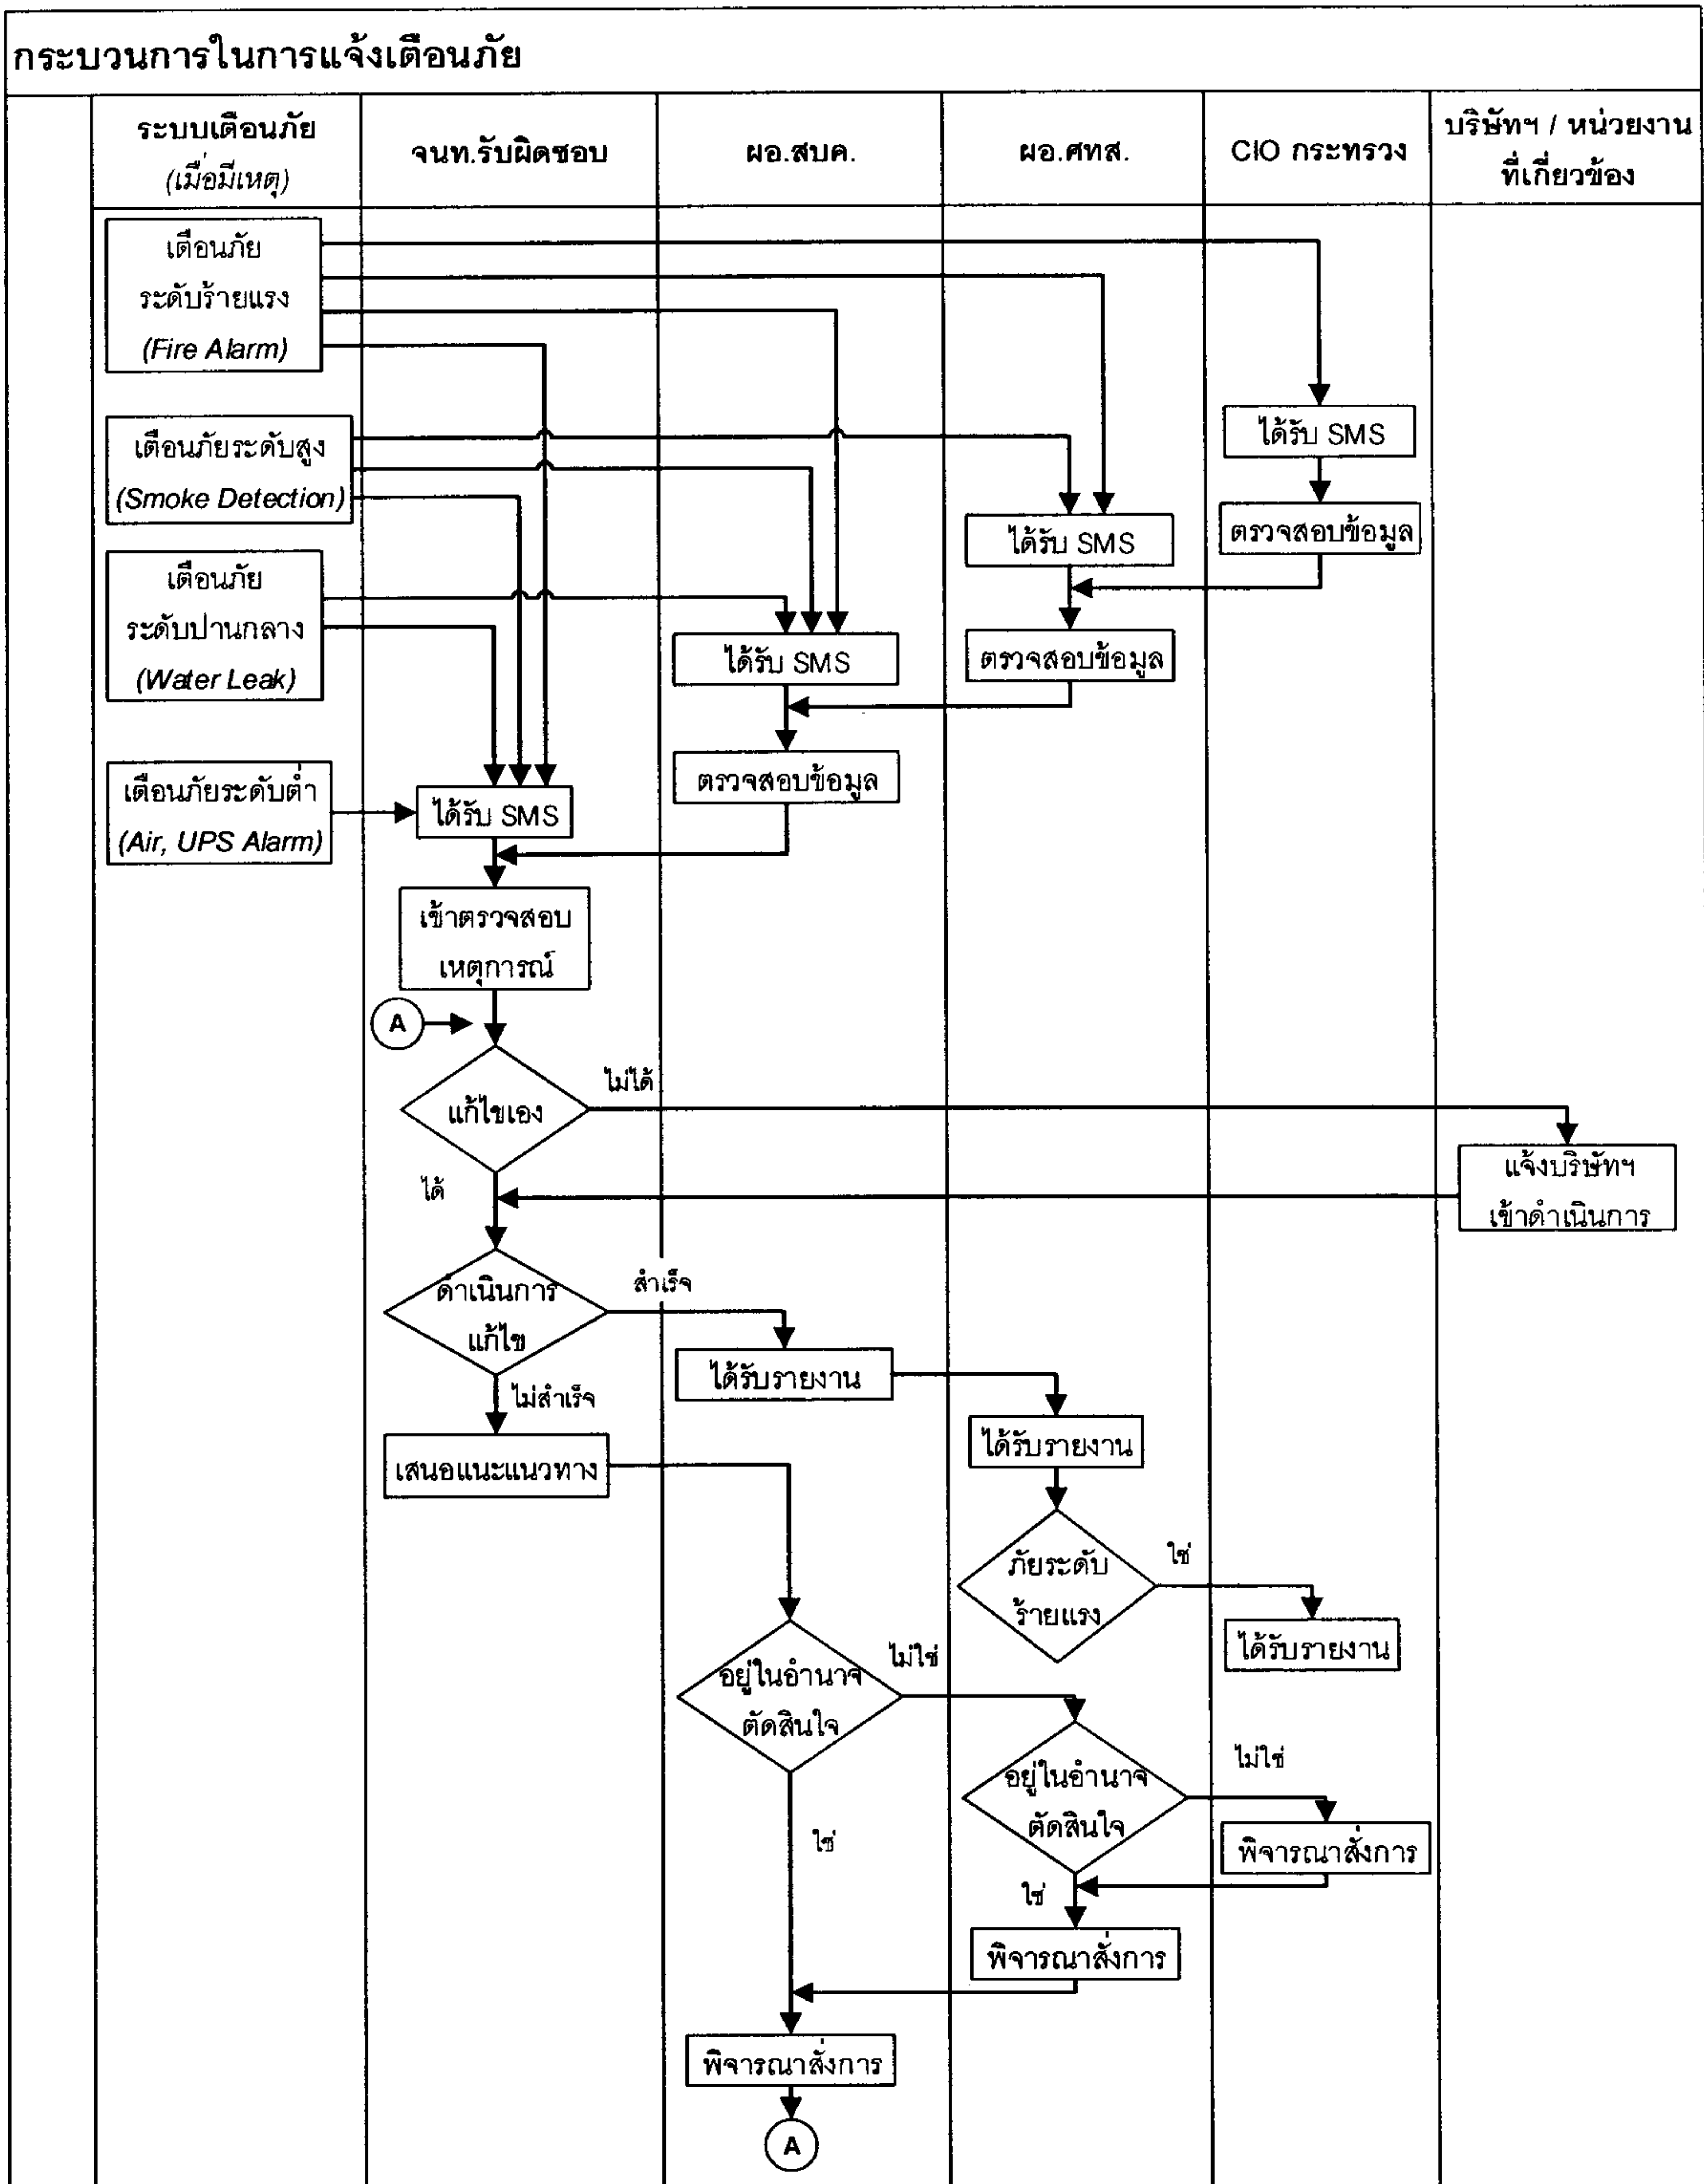 กระบวนการในการแจ้งเตือนภัย
ระบบเตือนภัย
(เมื่อมีเหตุ)
จนท.รับผิดชอบ
ผอ.สบค.
ผอ.ศทส.
CIO กระทรวง
บริษัทฯ / หน่วยงาน
ที่เกี่ยวข้อง
เตือนภัย
ระดับร้ายแรง
(Fire Alarm)
เตือนภัยระดับสูง
(Smoke Detection)
เตือนภัย
ระดับปานกลาง
(Water Leak)
เตือนภัยระดับต่ำ
(Air, UPS Alarm)
ได้รับ SMS
ตรวจสอบข้อมูล
ได้รับ SMS
ตรวจสอบข้อมูล
ได้รับ SMS
ตรวจสอบข้อมูล
ได้รับ SMS
เข้าตรวจสอบ
เหตุการณ์
A
แก้ไขเอง
ไม่ได้
แจ้งบริษัทฯ
เข้าดำเนินการ
ได้
ดำเนินการ
แก้ไข
สำเร็จ
ได้รับรายงาน
ไม่สำเร็จ
ได้รับรายงาน
เสนอแนะแนวทาง
ภัยระดับ
ร้ายแรง
ใช่
ได้รับรายงาน
อยู่ในอำนาจ
ตัดสินใจ
ไม่ใช่
อยู่ในอำนาจ
ตัดสินใจ
ไม่ใช่
พิจารณาสั่งการ
ใช่
ใช่
พิจารณาสั่งการ
พิจารณาสั่งการ
A